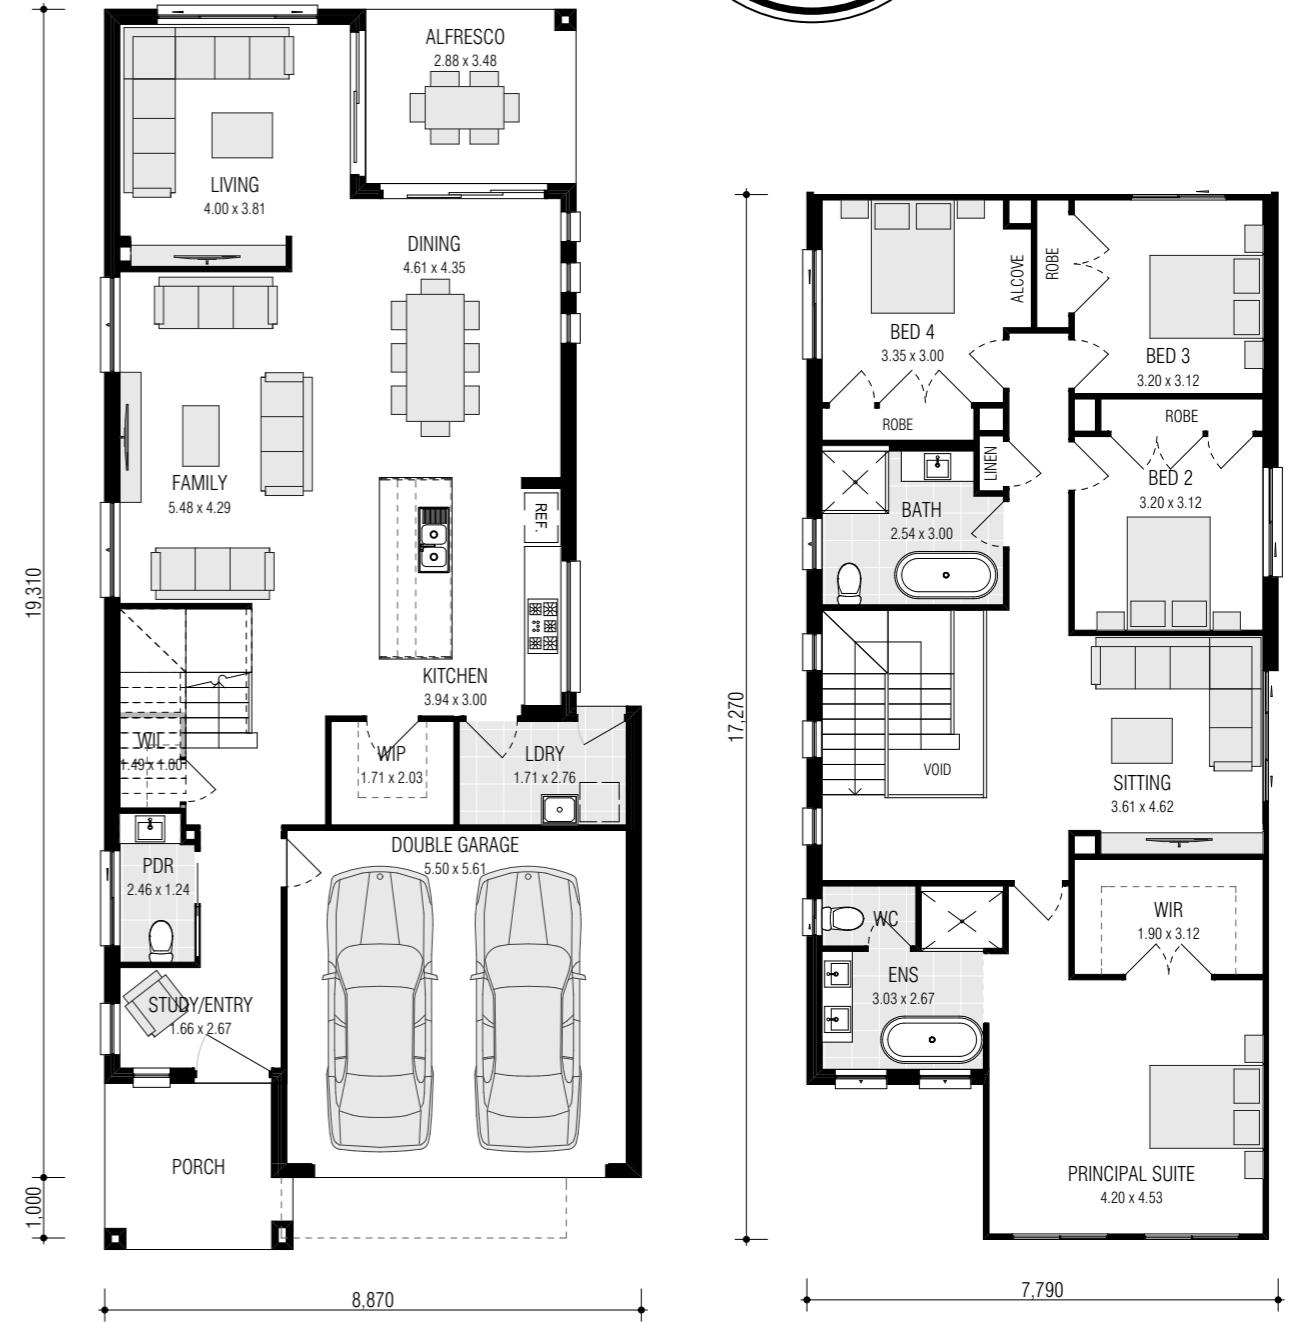 ALFRESCO
2.88 x 3.48
LIVING
4.00 x 3.81
DINING
4.61 x 4.35
FAMILY
5.48 x 4.29
REF.
KITCHEN
3.94 x 3.00
WIL
1.49 x 1.00
WIP
1.71 x 2.03
LDRY
1.71 x 2.76
PDR
2.46 x 1.24
DOUBLE GARAGE
5.50 x 5.61
STUDY/ENTRY
1.66 x 2.67
PORCH
19,310
1,000
8,870
BED 4
3.35 x 3.00
ALCOVE
ROBE
BED 3
3.20 x 3.12
ROBE
ROBE
LINEN
BED 2
3.20 x 3.12
BATH
2.54 x 3.00
VOID
SITTING
3.61 x 4.62
WC
WIR
1.90 x 3.12
ENS
3.03 x 2.67
PRINCIPAL SUITE
4.20 x 4.53
17,270
7,790